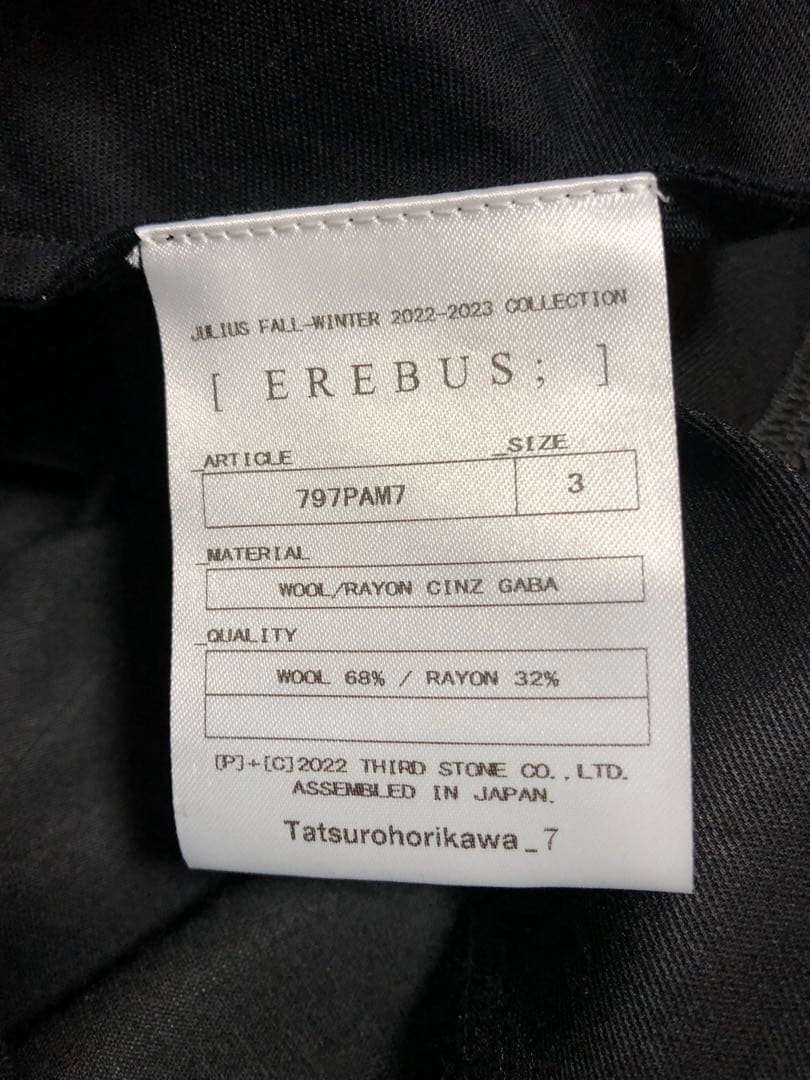 JULIUS FALL-WINTER 2022-2023 COLLECTION
[ EREBUS; ]
_ARTICLE _SIZE
797PAM7 3
_MATERIAL
WOOL/RAYON CINZ GABA
_QUALITY
WOOL 68% / RAYON 32%
[P]+[C]2022 THIRD STONE CO.,LTD.
ASSEMBLED IN JAPAN.
Tatsurohorikawa_7